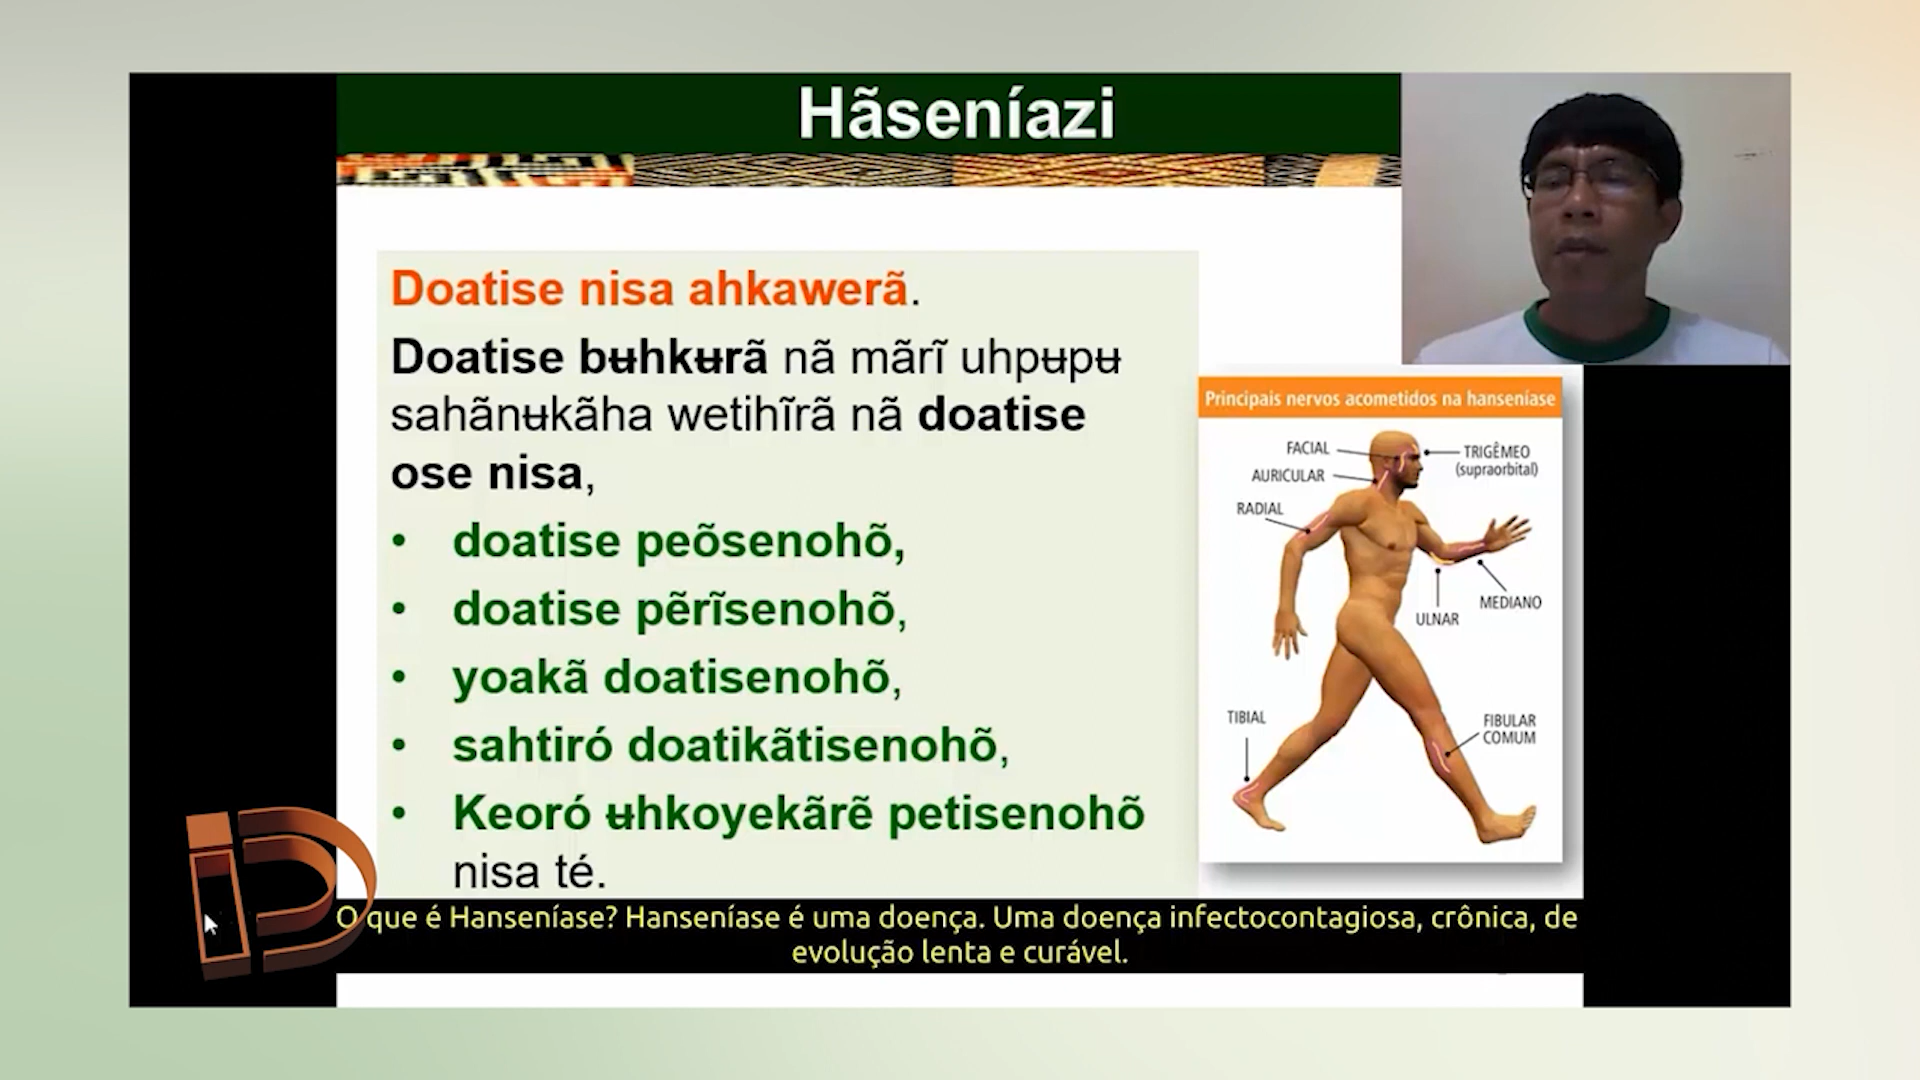 Hãseníazi
Doatise nisa ahkawerã.
Doatise bʉhkʉrã nã mãrĩ uhpʉpʉ
sahãnʉkãha wetihĩrã nã doatise
ose nisa,
• doatise peõsenohõ,
• doatise pẽrĩsenohõ,
• yoakã doatisenohõ,
• sahtiró doatikãtisenohõ,
• Keoró ʉhkoyekãrẽ petisenohõ
nisa té.
Principais nervos acometidos na hanseníase
FACIAL
TRIGÊMEO
(supraorbital)
AURICULAR
RADIAL
MEDIANO
ULNAR
TIBIAL
FIBULAR
COMUM
iD
O que é Hanseníase? Hanseníase é uma doença. Uma doença infectocontagiosa, crônica, de
evolução lenta e curável.